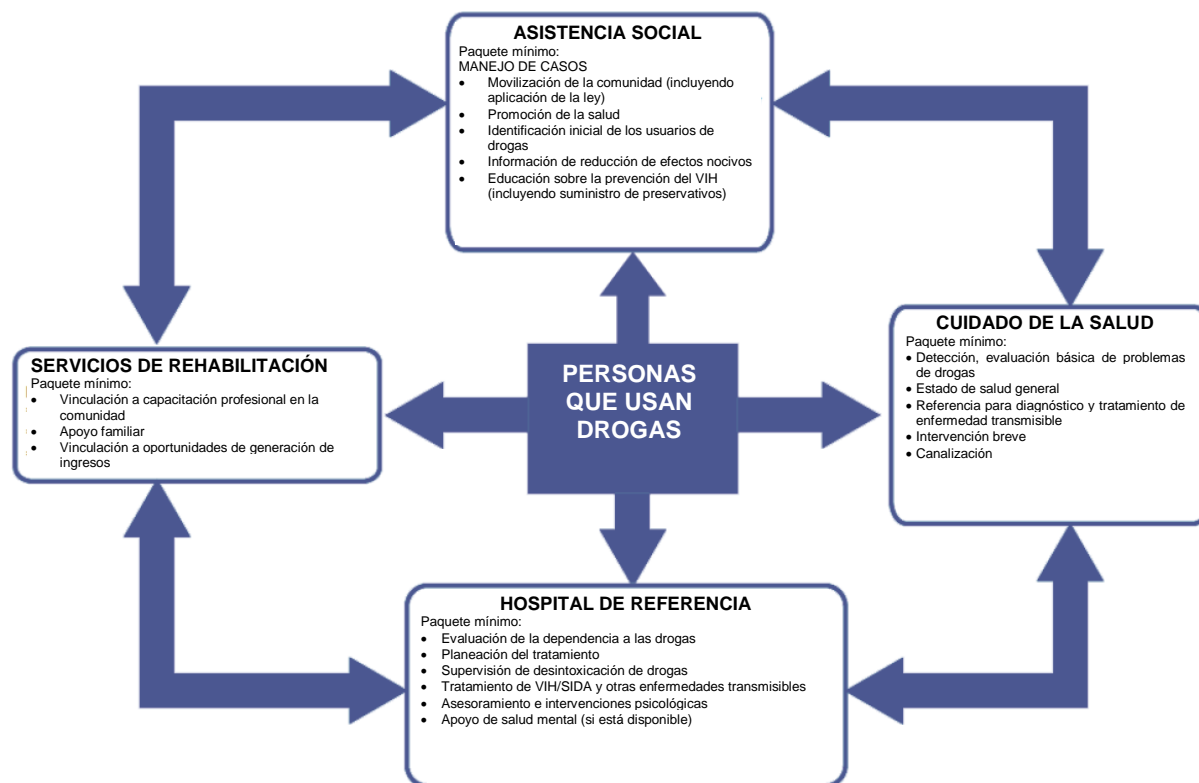 ASISTENCIA SOCIAL
Paquete mínimo:
MANEJO DE CASOS
• Movilización de la comunidad (incluyendo
aplicación de la ley)
• Promoción de la salud
• Identificación inicial de los usuarios de
drogas
• Información de reducción de efectos nocivos
• Educación sobre la prevención del VIH
(incluyendo suministro de preservativos)
SERVICIOS DE REHABILITACIÓN
Paquete mínimo:
• Vinculación a capacitación profesional en la
comunidad
• Apoyo familiar
• Vinculación a oportunidades de generación de
ingresos
PERSONAS
QUE USAN
DROGAS
CUIDADO DE LA SALUD
Paquete mínimo:
• Detección, evaluación básica de problemas
de drogas
• Estado de salud general
• Referencia para diagnóstico y tratamiento de
enfermedad transmisible
• Intervención breve
• Canalización
HOSPITAL DE REFERENCIA
Paquete mínimo:
• Evaluación de la dependencia a las drogas
• Planeación del tratamiento
• Supervisión de desintoxicación de drogas
• Tratamiento de VIH/SIDA y otras enfermedades transmisibles
• Asesoramiento e intervenciones psicológicas
• Apoyo de salud mental (si está disponible)